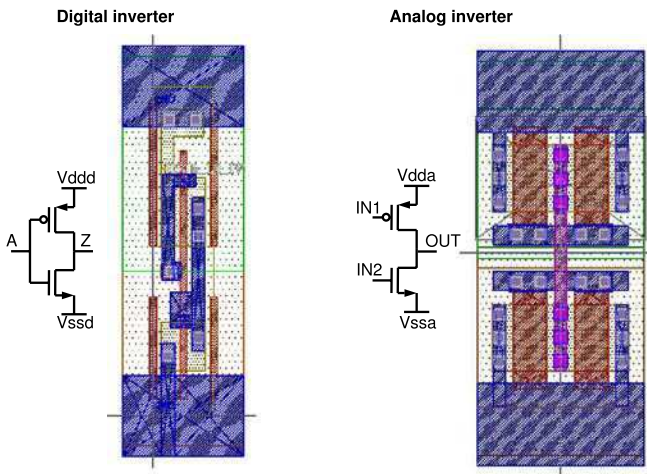 Digital inverter
Analog inverter
Vddd
A
Z
Vssd
Vdda
IN1
OUT
IN2
Vssa